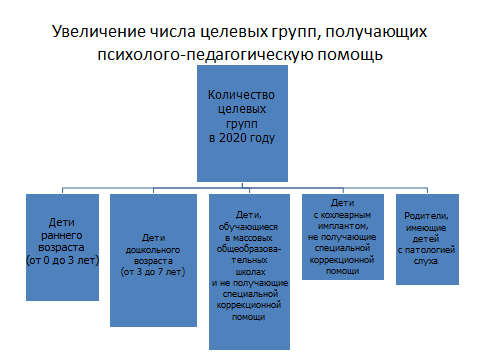 Увеличение числа целевых групп, получающих
психолого-педагогическую помощь
Количество
целевых
групп
в 2020 году
Дети
раннего
возраста
(от 0 до 3 лет)
Дети
дошкольного
возраста
(от 3 до 7 лет)
Дети,
обучающиеся
в массовых
общеобразова-
тельных
школах
и не получающие
специальной
коррекционной
помощи
Дети
с кохлеарным
имплантом,
не получающие
специальной
коррекционной
помощи
Родители,
имеющие
детей
с патологией
слуха